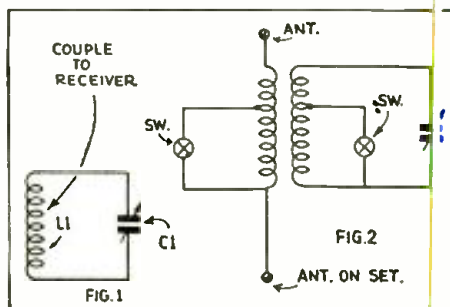 COUPLE
TO
RECEIVER
L1
C1
FIG.1
ANT.
SW.
SW.
FIG.2
ANT. ON SET.